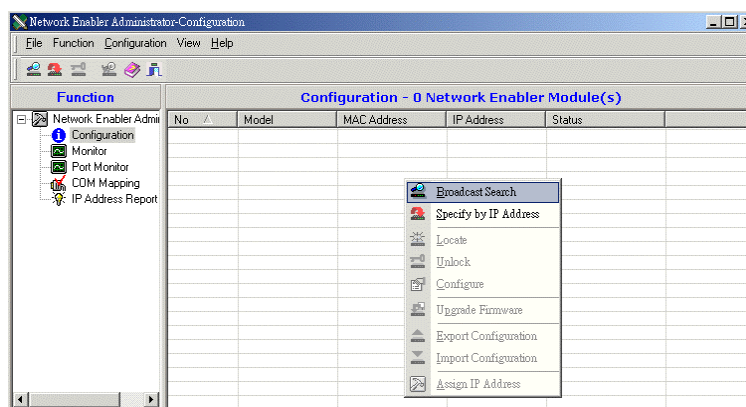 Network Enabler Administrator-Configuration
File Function Configuration View Help
Function
Configuration - 0 Network Enabler Module(s)
Network Enabler Admi
Configuration
Monitor
Port Monitor
COM Mapping
IP Address Report
No Model MAC Address IP Address Status
Broadcast Search
Specify by IP Address
Locate
Unlock
Configure
Upgrade Firmware
Export Configuration
Import Configuration
Assign IP Address